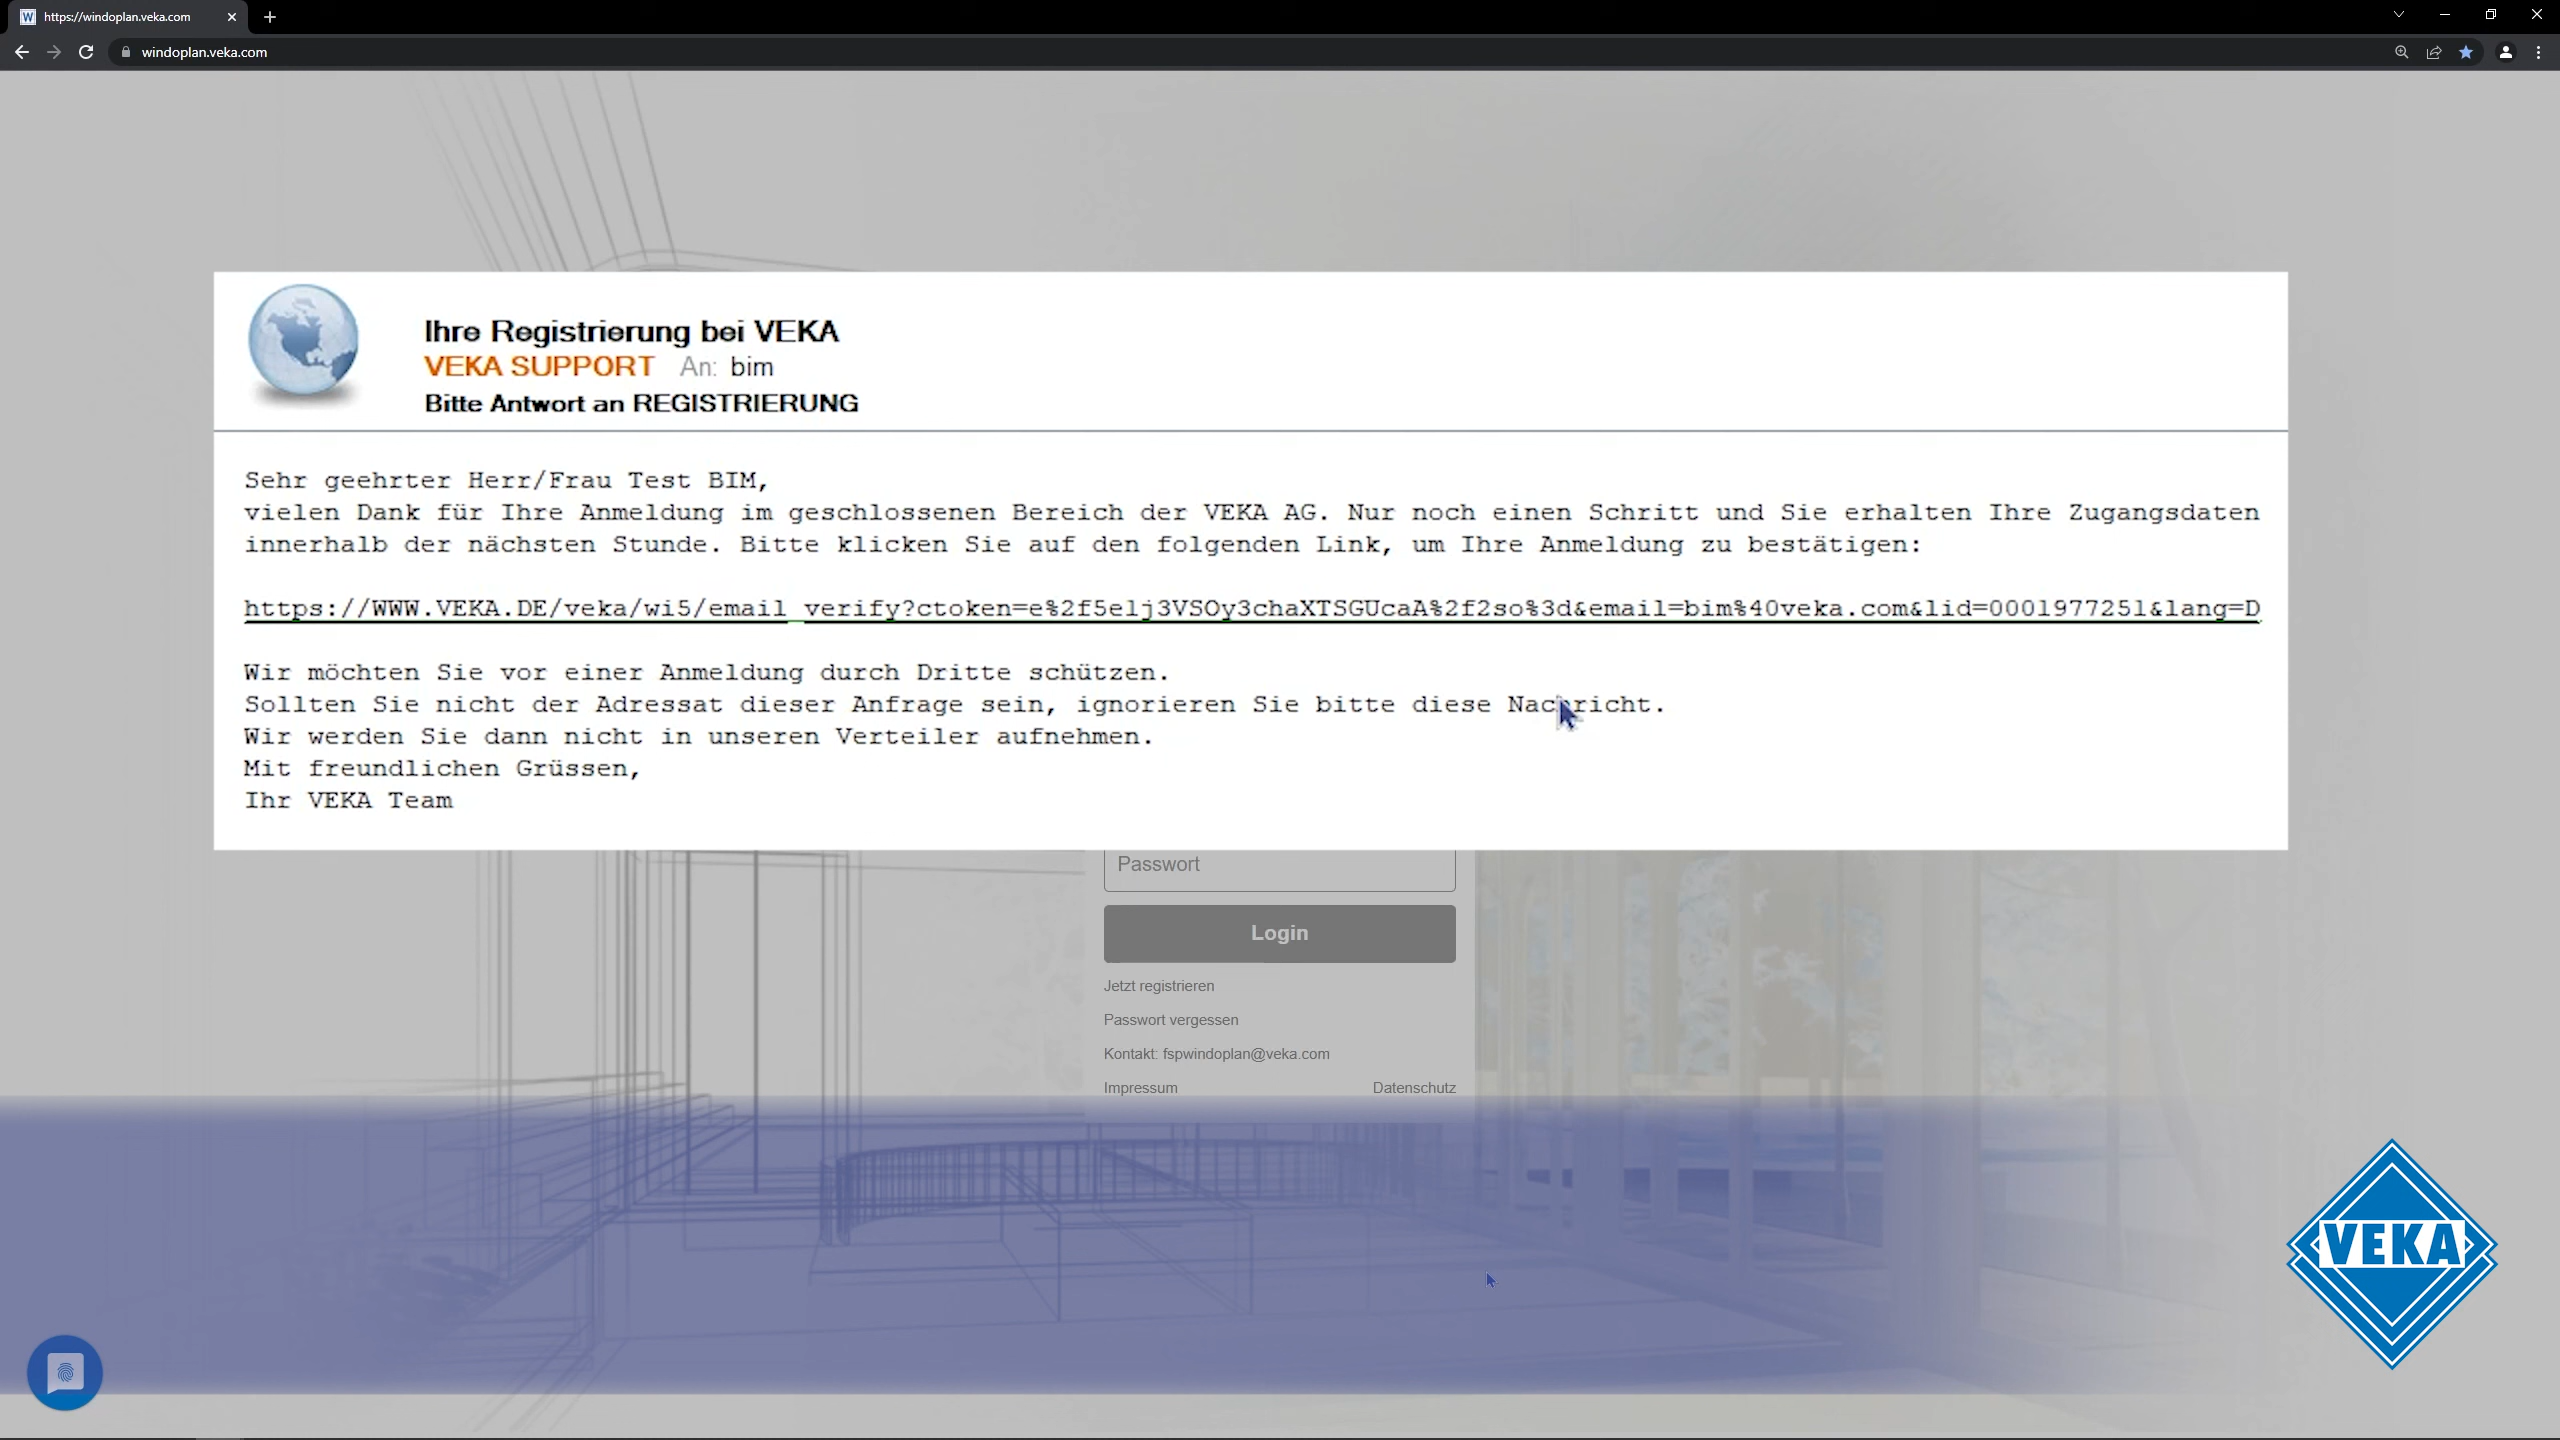 https://windoplan.veka.com
windoplan.veka.com
Ihre Registrierung bei VEKA
VEKA SUPPORT An: bim
Bitte Antwort an REGISTRIERUNG
Sehr geehrter Herr/Frau Test BIM,
vielen Dank für Ihre Anmeldung im geschlossenen Bereich der VEKA AG. Nur noch einen Schritt und Sie erhalten Ihre Zugangsdaten
innerhalb der nächsten Stunde. Bitte klicken Sie auf den folgenden Link, um Ihre Anmeldung zu bestätigen:
https://WWW.VEKA.DE/veka/wi5/email_verify?ctoken=e%2f5elj3VSOy3chaXTSGUcaA%2f2so%3d&email=bim%40veka.com&lid=0001977251&lang=D
Wir möchten Sie vor einer Anmeldung durch Dritte schützen.
Sollten Sie nicht der Adressat dieser Anfrage sein, ignorieren Sie bitte diese Nachricht.
Wir werden Sie dann nicht in unseren Verteiler aufnehmen.
Mit freundlichen Grüssen,
Ihr VEKA Team
Passwort
Login
Jetzt registrieren
Passwort vergessen
Kontakt: fspwindoplan@veka.com
Impressum Datenschutz
VEKA